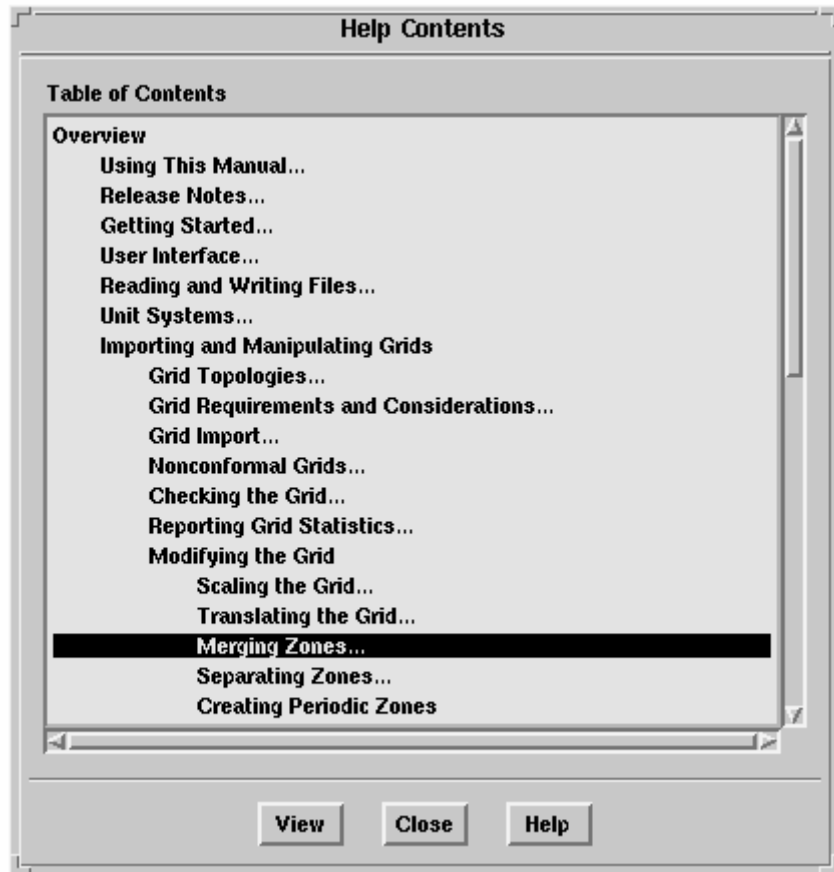 Help Contents
Table of Contents
Overview
Using This Manual...
Release Notes...
Getting Started...
User Interface...
Reading and Writing Files...
Unit Systems...
Importing and Manipulating Grids
Grid Topologies...
Grid Requirements and Considerations...
Grid Import...
Nonconformal Grids...
Checking the Grid...
Reporting Grid Statistics...
Modifying the Grid
Scaling the Grid...
Translating the Grid...
Merging Zones...
Separating Zones...
Creating Periodic Zones
View Close Help